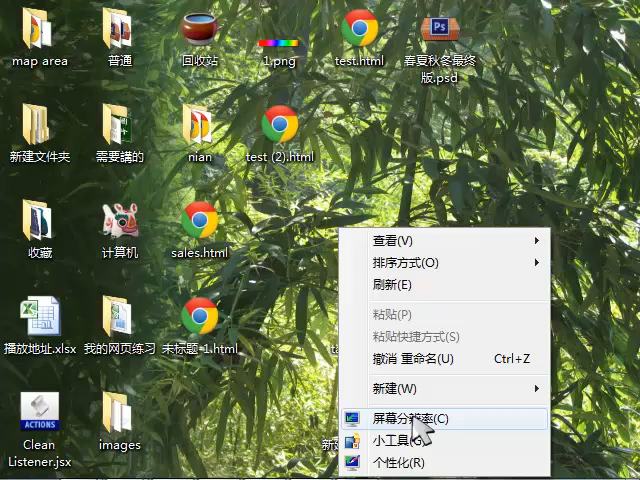 map area
普通
回收站
1.png
test.html
春夏秋冬最终
版.psd
Ps
新建文件夹
需要講的
nian
test (2).html
收藏
计算机
sales.html
播放地址.xlsx
我的网页练习
未标题-1.html
ACTIONS
Clean
Listener.jsx
images
查看(V)
排序方式(O)
刷新(E)
粘贴(P)
粘贴快捷方式(S)
撤消 重命名(U) Ctrl+Z
新建(W)
屏幕分辨率(C)
小工具(G)
个性化(R)